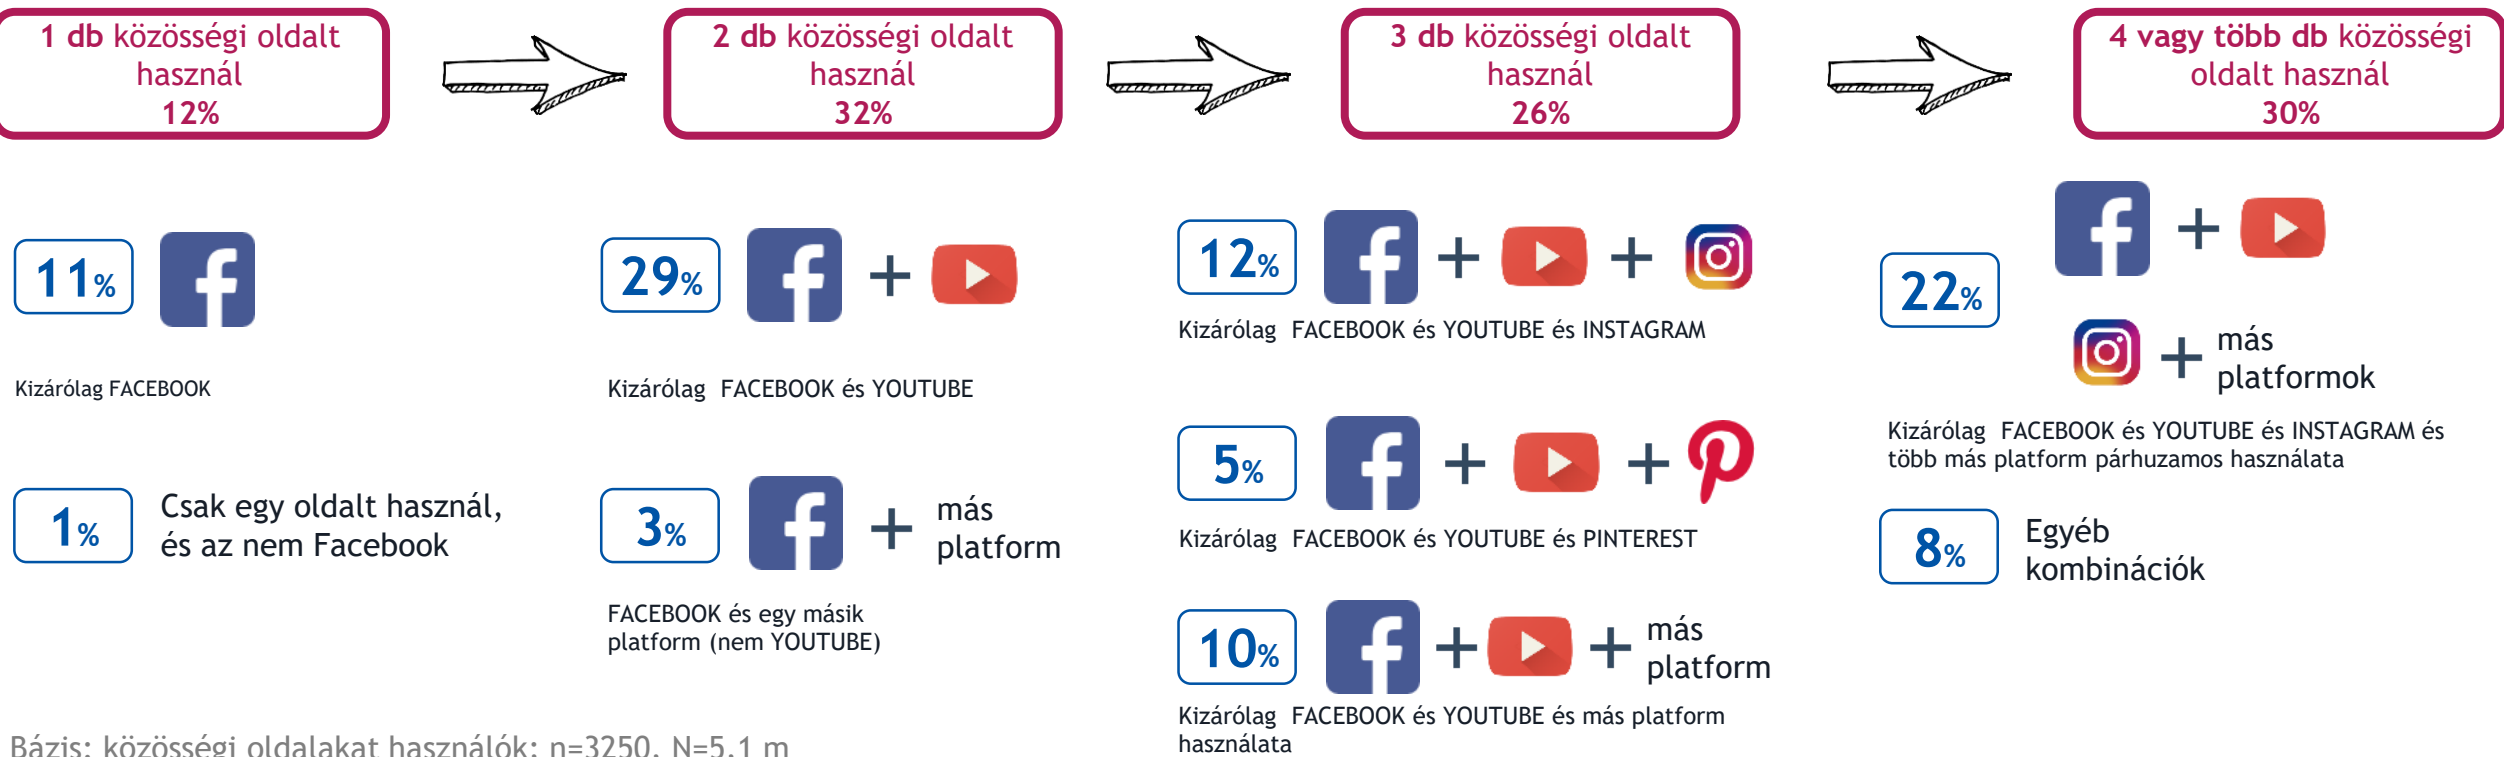 1 db közösségi oldalt
használ
12%
2 db közösségi oldalt
használ
32%
3 db közösségi oldalt
használ
26%
4 vagy több db közösségi
oldalt használ
30%
11%
Kizárólag FACEBOOK
1%
Csak egy oldalt használ,
és az nem Facebook
29%
Kizárólag FACEBOOK és YOUTUBE
3%
más
platform
FACEBOOK és egy másik
platform (nem YOUTUBE)
12%
Kizárólag FACEBOOK és YOUTUBE és INSTAGRAM
5%
Kizárólag FACEBOOK és YOUTUBE és PINTEREST
10%
más
platform
Kizárólag FACEBOOK és YOUTUBE és más platform
használata
22%
más
platformok
Kizárólag FACEBOOK és YOUTUBE és INSTAGRAM és
több más platform párhuzamos használata
8%
Egyéb
kombinációk
Bázis: közösségi oldalakat használók; n=3250, N=5,1 m